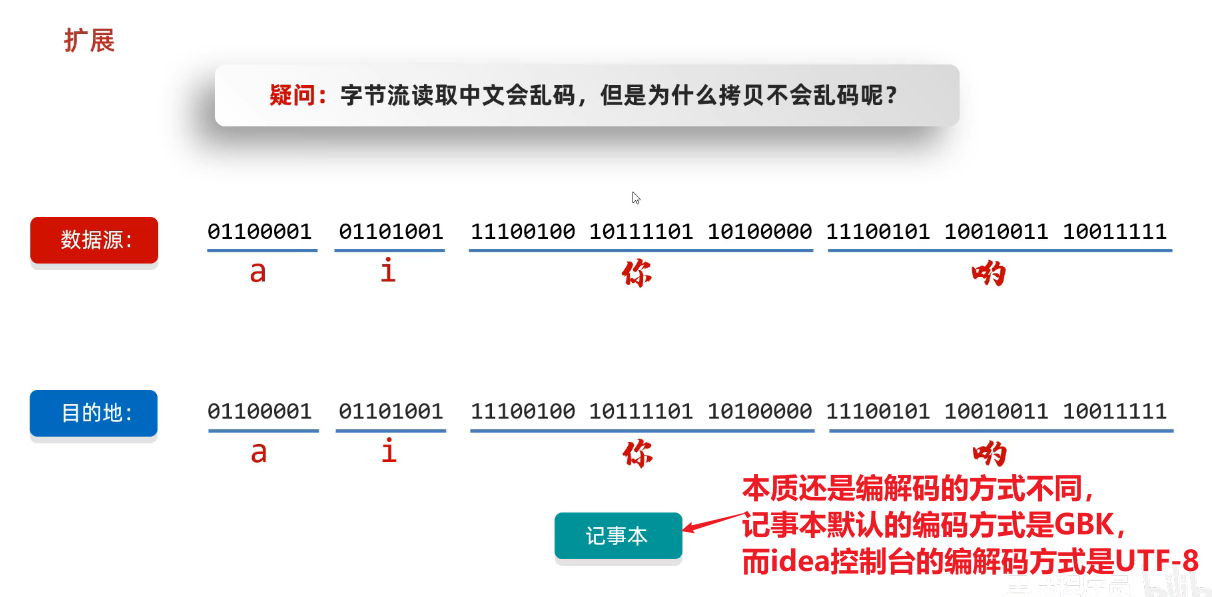 扩展
疑问：字节流读取中文会乱码，但是为什么拷贝不会乱码呢？
数据源： 01100001 01101001 11100100 10111101 10100000 11100101 10010011 10011111
a i 你 哟
目的地： 01100001 01101001 11100100 10111101 10100000 11100101 10010011 10011111
a i 你 哟
本质还是编解码的方式不同，
记事本默认的编码方式是GBK，
而idea控制台的编解码方式是UTF-8
记事本